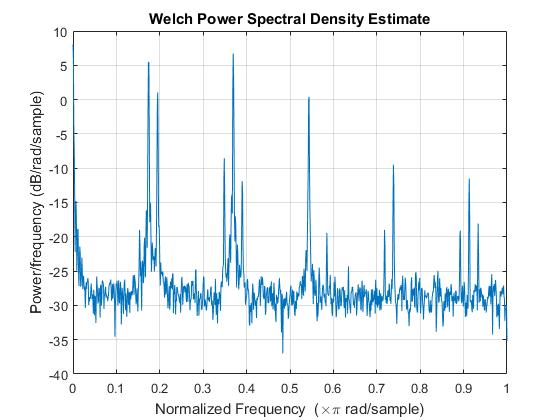 Welch Power Spectral Density Estimate
10
5
0
-5
-10
-15
-20
-25
-30
-35
-40
Power/frequency (dB/rad/sample)
0 0.1 0.2 0.3 0.4 0.5 0.6 0.7 0.8 0.9 1
Normalized Frequency (×π rad/sample)